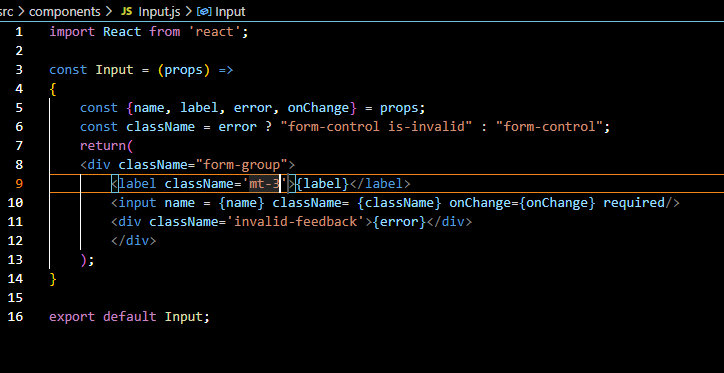 src > components > JS Input.js > Input
1 import React from 'react';
2
3 const Input = (props) =>
4 {
5 const {name, label, error, onChange} = props;
6 const className = error ? "form-control is-invalid" : "form-control";
7 return(
8 <div className="form-group">
9 <label className='mt-3'>{label}</label>
10 <input name = {name} className= {className} onChange={onChange} required/>
11 <div className='invalid-feedback'>{error}</div>
12 </div>
13 );
14 }
15
16 export default Input;